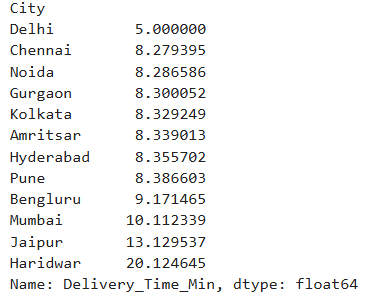 City
Delhi 5.000000
Chennai 8.279395
Noida 8.286586
Gurgaon 8.300052
Kolkata 8.329249
Amritsar 8.339013
Hyderabad 8.355702
Pune 8.386603
Bengluru 9.171465
Mumbai 10.112339
Jaipur 13.129537
Haridwar 20.124645
Name: Delivery_Time_Min, dtype: float64